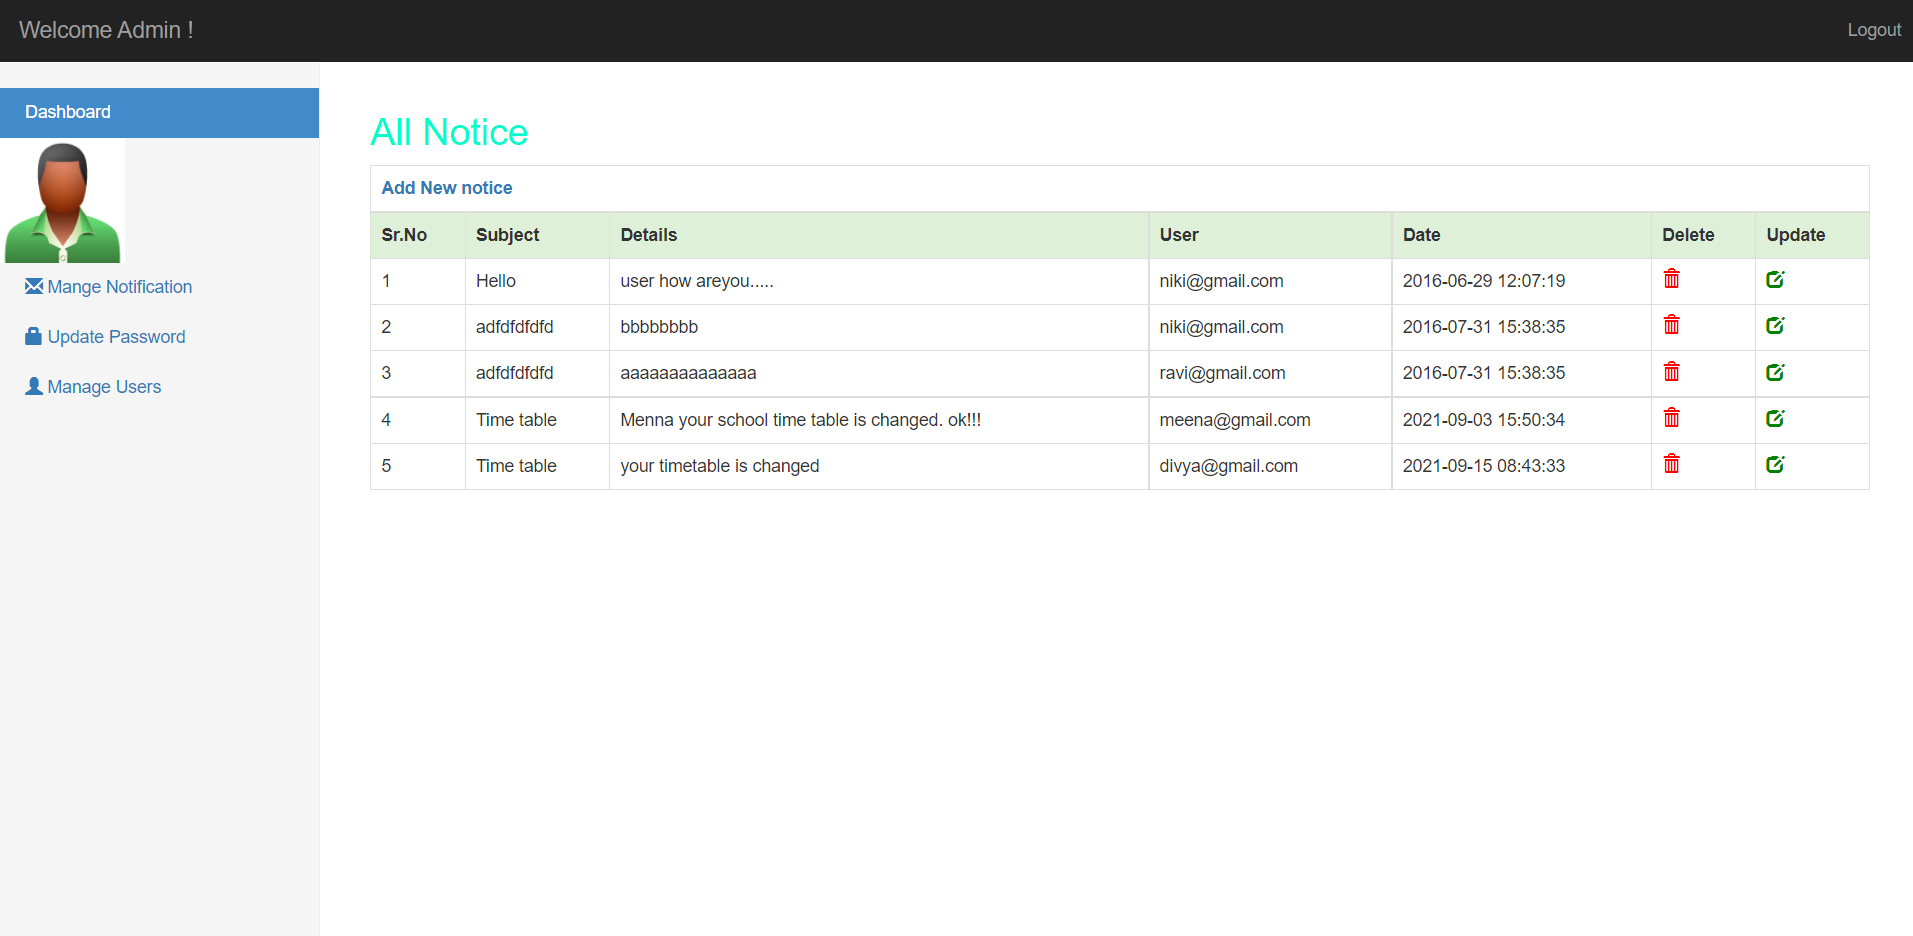 Welcome Admin !
Logout
Dashboard
Mange Notification
Update Password
Manage Users
All Notice
Add New notice
Sr.No Subject Details User Date Delete Update
1 Hello user how areyou..... niki@gmail.com 2016-06-29 12:07:19
2 adfdfdfdfd bbbbbbbb niki@gmail.com 2016-07-31 15:38:35
3 adfdfdfdfd aaaaaaaaaaaaaa ravi@gmail.com 2016-07-31 15:38:35
4 Time table Menna your school time table is changed. ok!!! meena@gmail.com 2021-09-03 15:50:34
5 Time table your timetable is changed divya@gmail.com 2021-09-15 08:43:33